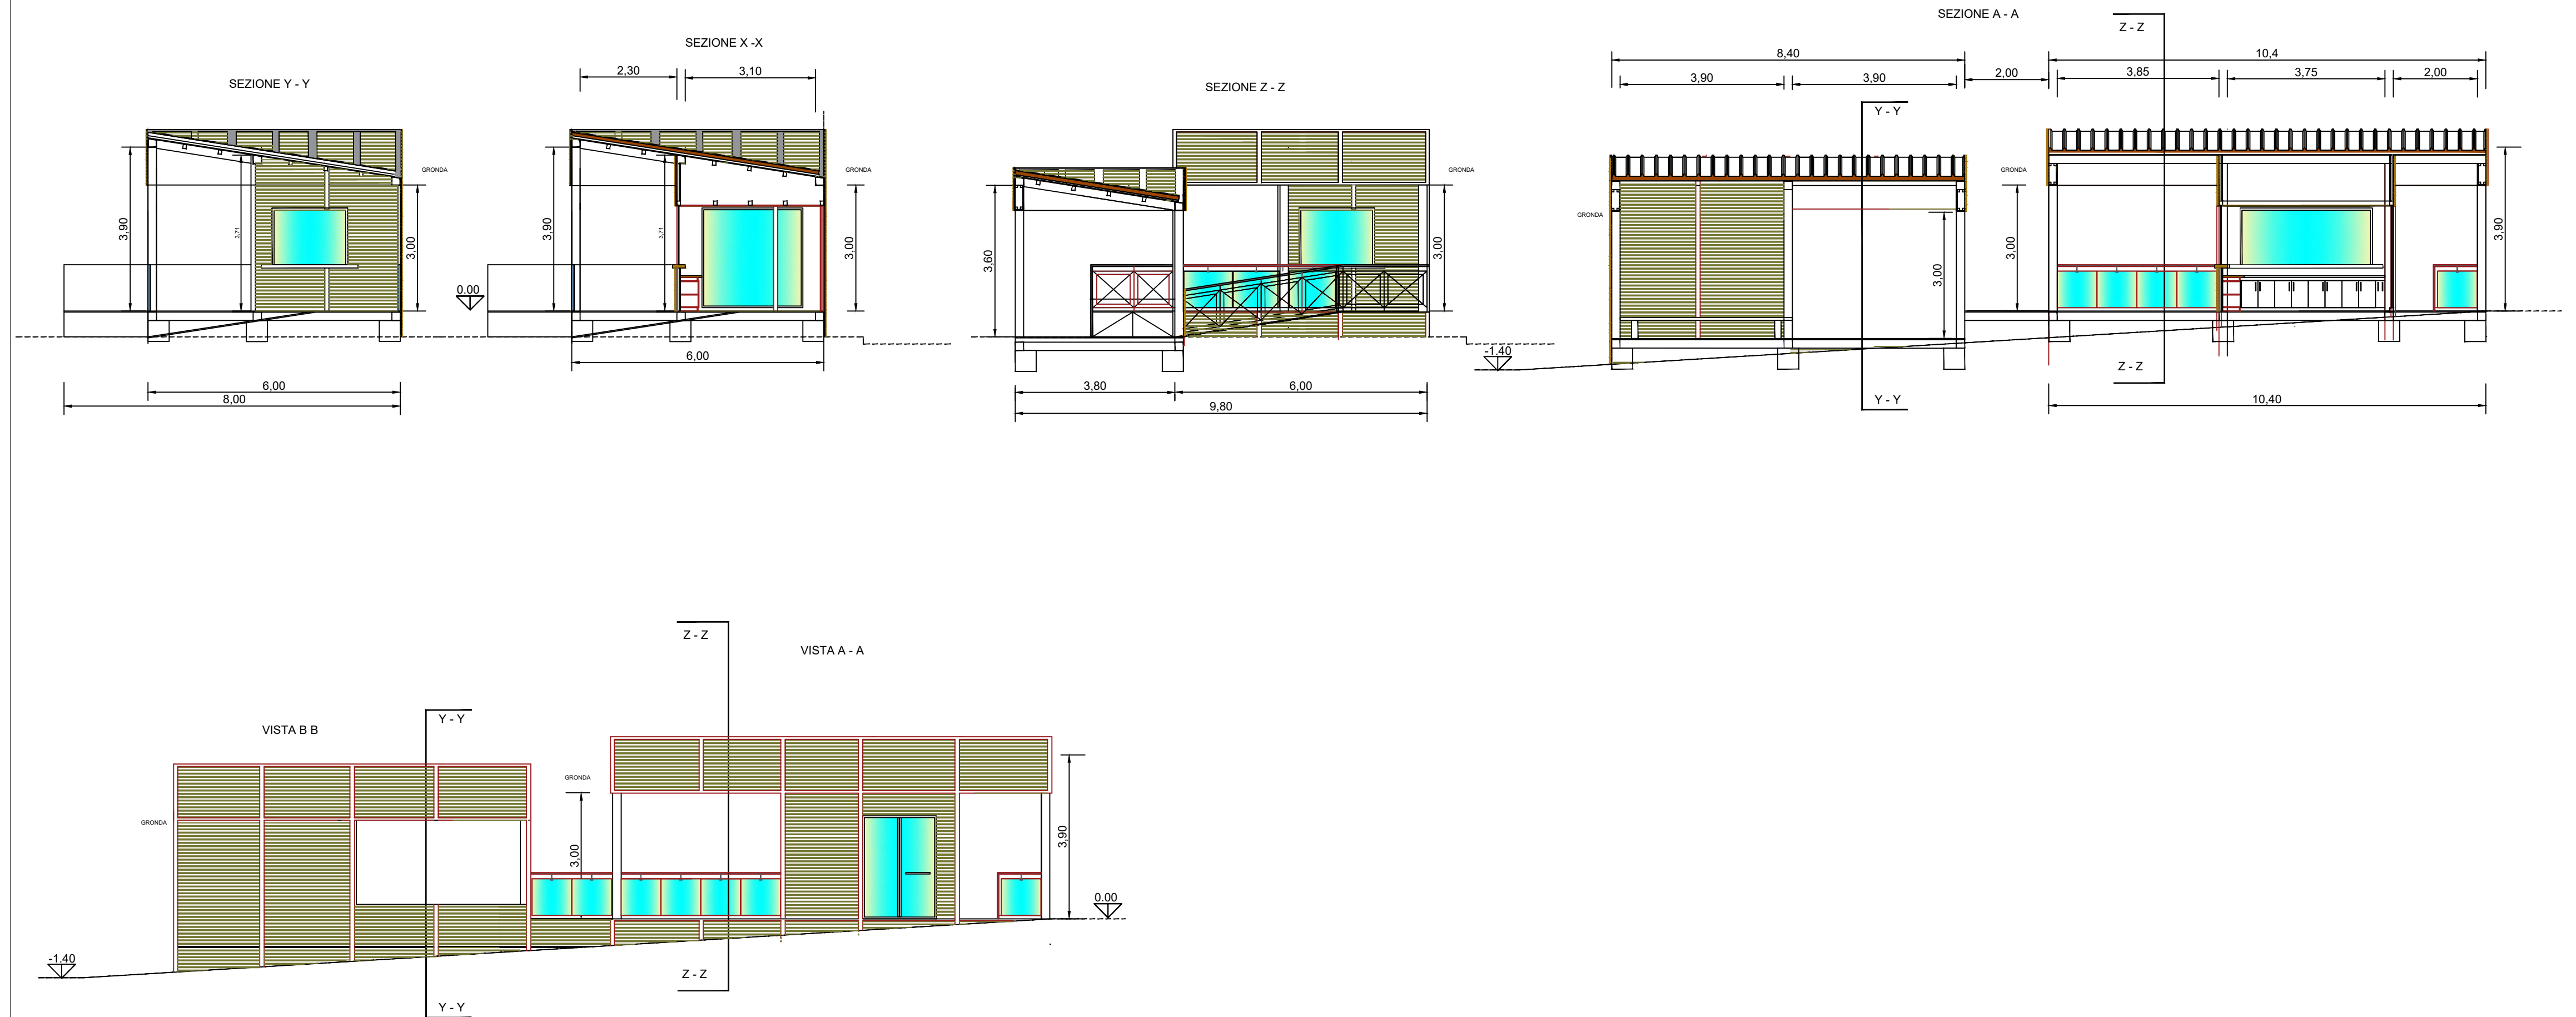 SEZIONE Y - Y
GRONDA
3,90
3,71
3,00
6,00
8,00
SEZIONE X -X
2,30
3,10
GRONDA
3,90
3,71
3,00
0.00
6,00
SEZIONE Z - Z
GRONDA
3,60
3,00
3,80
6,00
9,80
SEZIONE A - A
Z - Z
8,40
10,4
3,90
3,90
2,00
3,85
3,75
2,00
Y - Y
GRONDA
GRONDA
3,00
3,00
3,90
-1.40
Z - Z
Y - Y
10,40
Z - Z
VISTA A - A
VISTA B B
Y - Y
GRONDA
GRONDA
3,00
3,90
0.00
-1.40
Z - Z
Y - Y